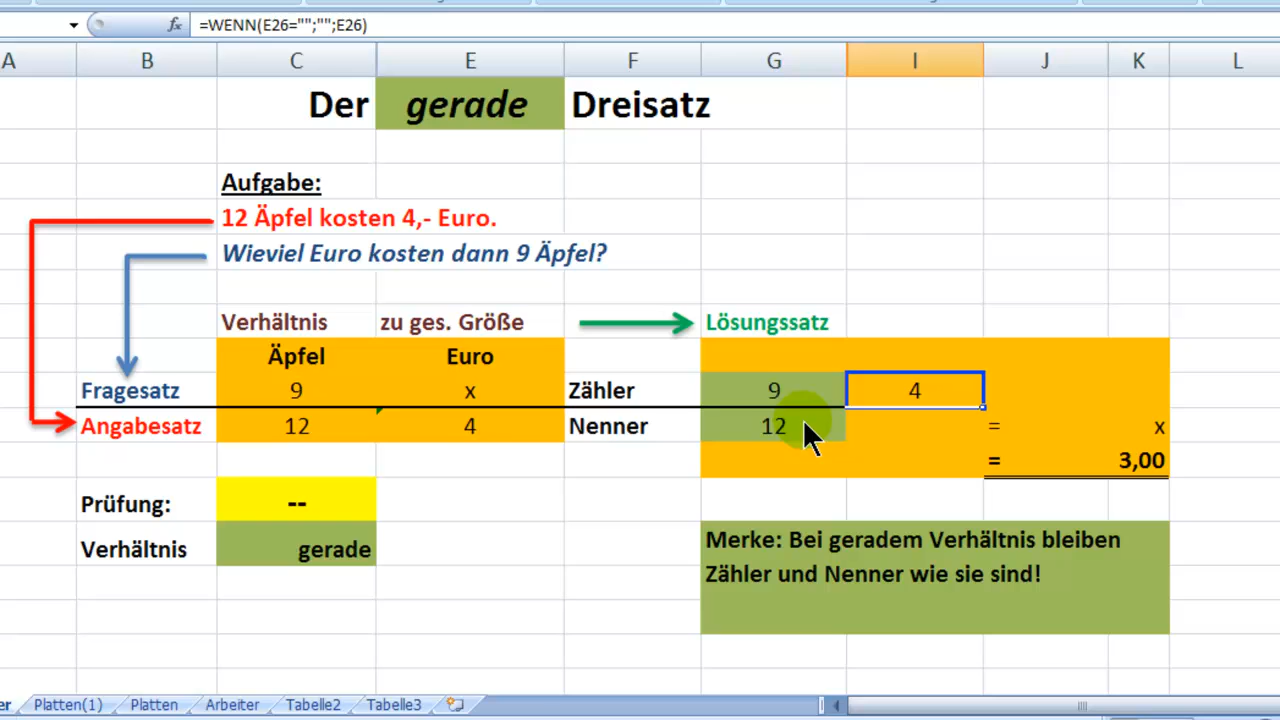 =WENN(E26="";"";E26)
A B C E F G I J K L
Der gerade Dreisatz
Aufgabe:
12 Äpfel kosten 4,- Euro.
Wieviel Euro kosten dann 9 Äpfel?
Verhältnis zu ges. Größe Lösungssatz
Äpfel Euro
Fragesatz 9 x Zähler 9 4
Angabesatz 12 4 Nenner 12 = x
= 3,00
Prüfung: --
Verhältnis gerade
Merke: Bei geradem Verhältnis bleiben
Zähler und Nenner wie sie sind!
Platten(1) Platten Arbeiter Tabelle2 Tabelle3